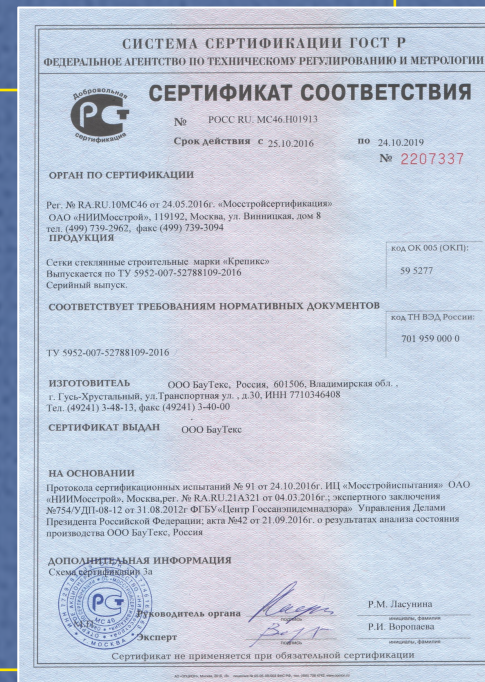 СИСТЕМА СЕРТИФИКАЦИИ ГОСТ Р
ФЕДЕРАЛЬНОЕ АГЕНТСТВО ПО ТЕХНИЧЕСКОМУ РЕГУЛИРОВАНИЮ И МЕТРОЛОГИИ
Добровольная
сертификация
СЕРТИФИКАТ СООТВЕТСТВИЯ
№ РОСС RU. МС46.Н01913
Срок действия с 25.10.2016 по 24.10.2019
№ 2207337
ОРГАН ПО СЕРТИФИКАЦИИ
Рег. № RA.RU.10МС46 от 24.05.2016г. «Мосстройсертификация»
ОАО «НИИМосстрой», 119192, Москва, ул. Винницкая, дом 8
тел. (499) 739-2962, факс (499) 739-3094
ПРОДУКЦИЯ
Сетки стеклянные строительные марки «Крепикс»
Выпускается по ТУ 5952-007-52788109-2016
Серийный выпуск.
код ОК 005 (ОКП):
59 5277
СООТВЕТСТВУЕТ ТРЕБОВАНИЯМ НОРМАТИВНЫХ ДОКУМЕНТОВ
код ТН ВЭД России:
701 959 000 0
ТУ 5952-007-52788109-2016
ИЗГОТОВИТЕЛЬ ООО БауТекс, Россия, 601506, Владимирская обл. ,
г. Гусь-Хрустальный, ул.Транспортная ул. , д.30, ИНН 7710346408
Тел. (49241) 3-48-13, факс (49241) 3-40-00
СЕРТИФИКАТ ВЫДАН ООО БауТекс
НА ОСНОВАНИИ
Протокола сертификационных испытаний № 91 от 24.10.2016г. ИЦ «Мосстройиспытания» ОАО
«НИИМосстрой», Москва,рег. № RA.RU.21А321 от 04.03.2016г.; экспертного заключения
№754/УДП-08-12 от 31.08.2012г ФГБУ«Центр Госсанэпидемнадзора» Управления Делами
Президента Российской Федерации; акта №42 от 21.09.2016г. о результатах анализа состояния
производства ООО БауТекс, Россия
ДОПОЛНИТЕЛЬНАЯ ИНФОРМАЦИЯ
Схема сертификации 3а
МС 46
МОСКВА
М.П.
Руководитель органа
подпись
Р.М. Ласунина
инициалы, фамилия
Эксперт
подпись
Р.И. Воропаева
инициалы, фамилия
Сертификат не применяется при обязательной сертификации